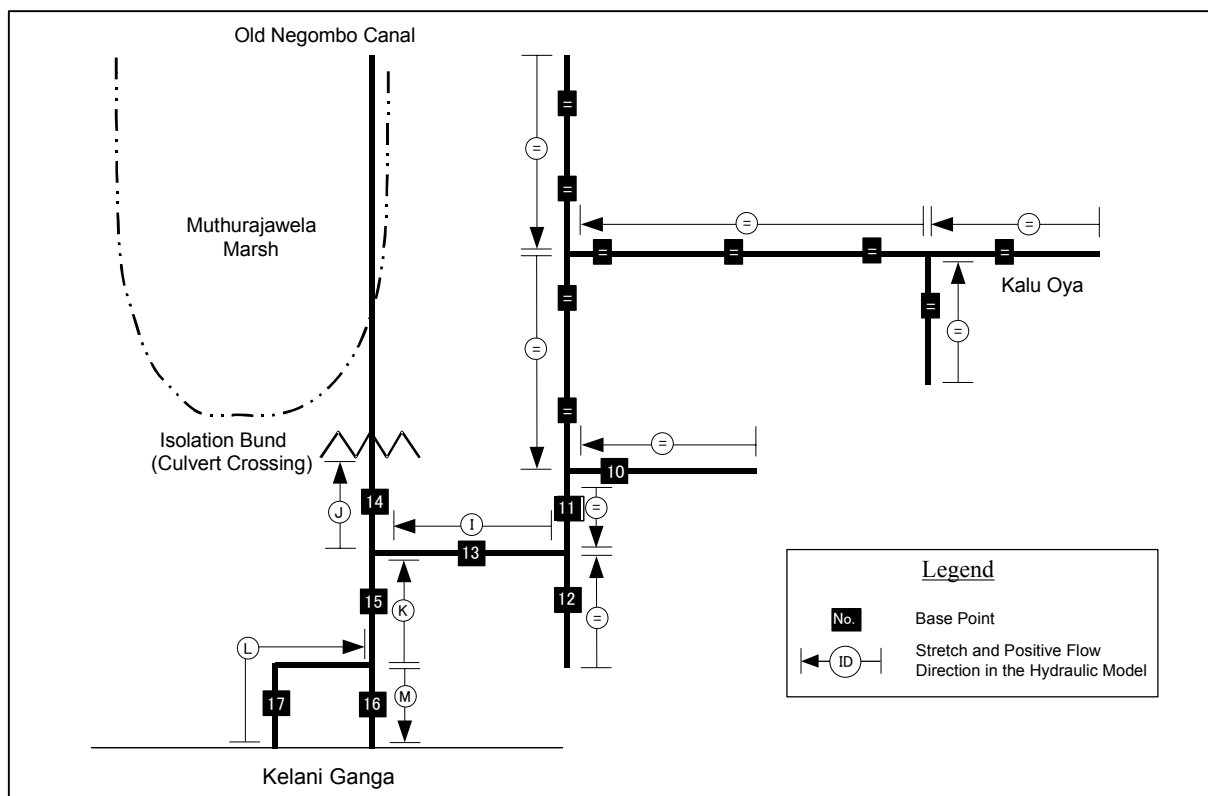 Old Negombo Canal
=
=
=
=
=
=
=
=
=
Muthurajawela
Marsh
Kalu Oya
=
=
=
=
=
=
Isolation Bund
(Culvert Crossing)
10
14
11
=
J
I
13
15
K
12
=
L
M
17
16
Kelani Ganga
Legend
No.
Base Point
ID
Stretch and Positive Flow
Direction in the Hydraulic Model